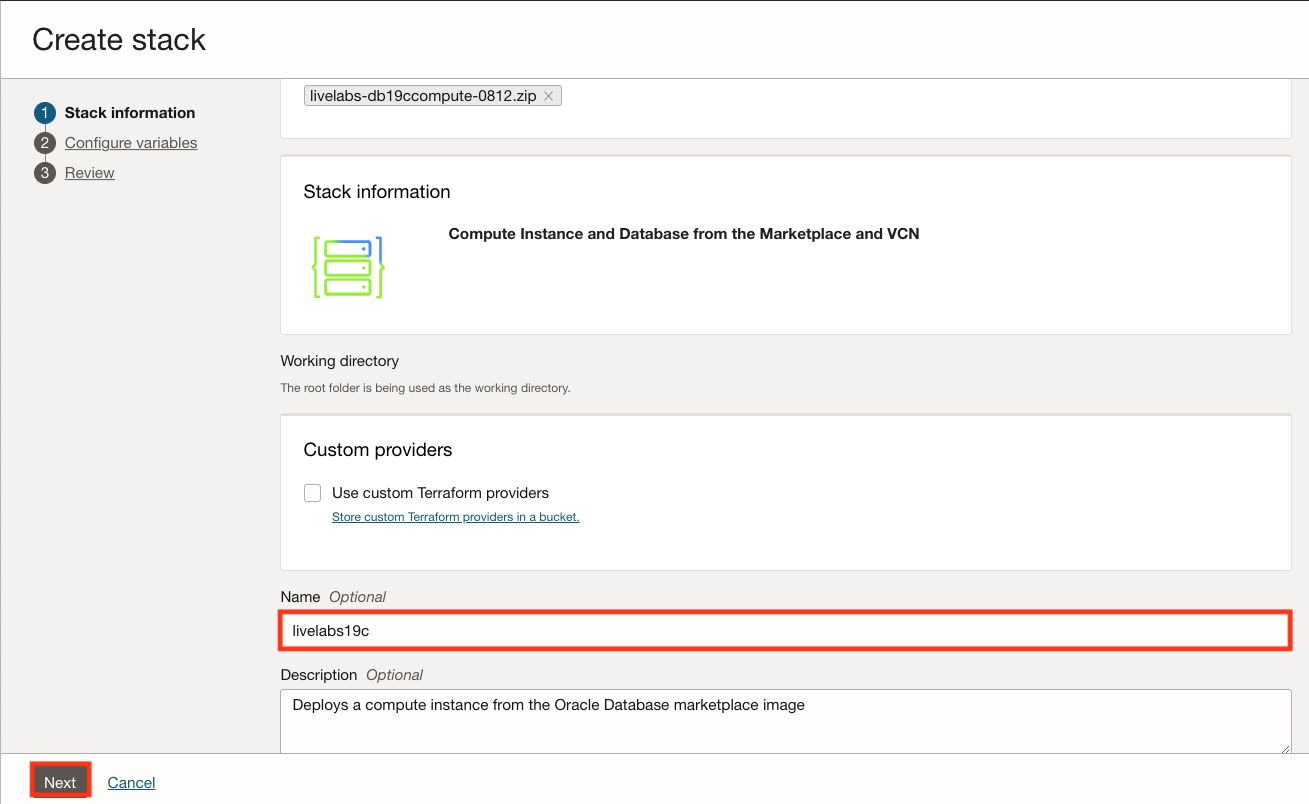 Create stack
1 Stack information
2 Configure variables
3 Review
livelabs-db19ccompute-0812.zip
Stack information
Compute Instance and Database from the Marketplace and VCN
Working directory
The root folder is being used as the working directory.
Custom providers
Use custom Terraform providers
Store custom Terraform providers in a bucket.
Name Optional
livelabs19c
Description Optional
Deploys a compute instance from the Oracle Database marketplace image
Next Cancel